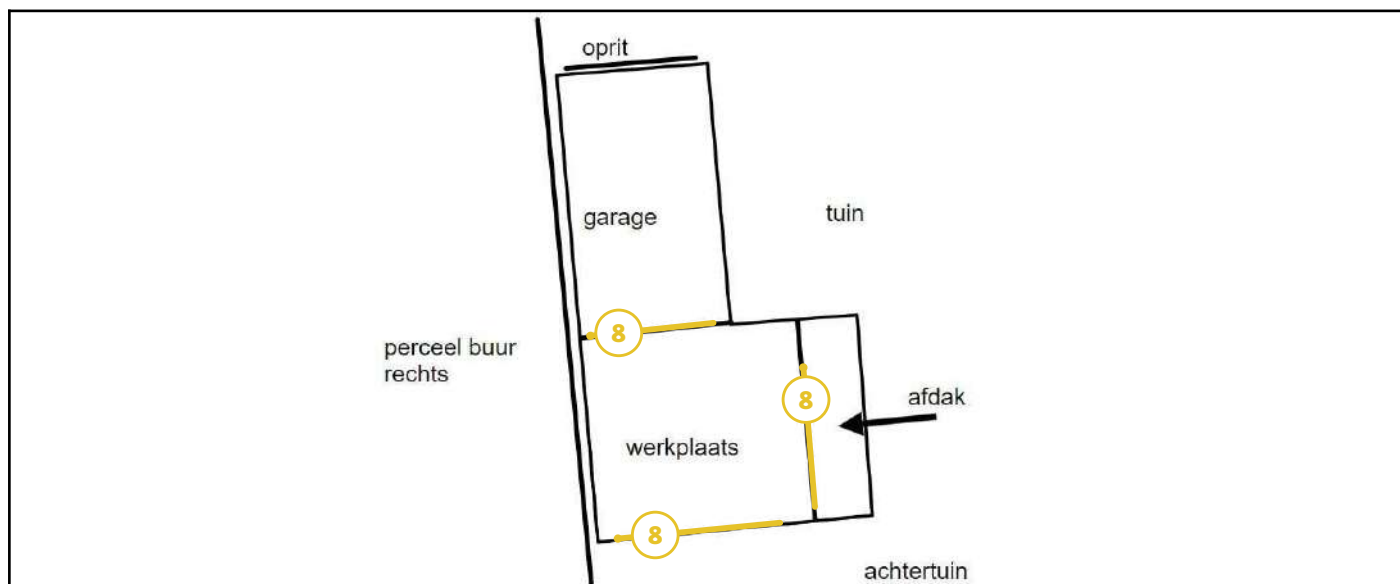 oprit
garage
tuin
8
perceel buur
rechts
8
afdak
werkplaats
8
achtertuin